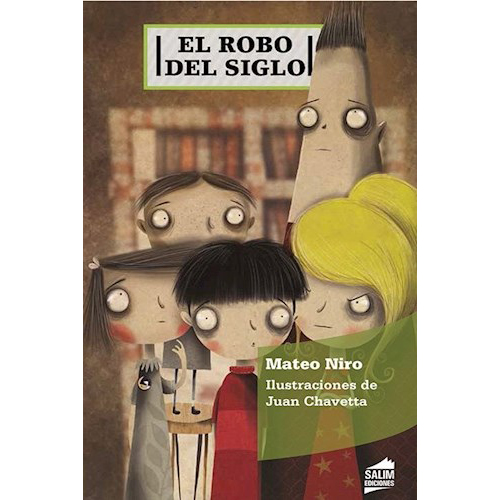 EL ROBO
DEL SIGLO
Mateo Niro
Ilustraciones de
Juan Chavetta
SALIM
EDICIONES